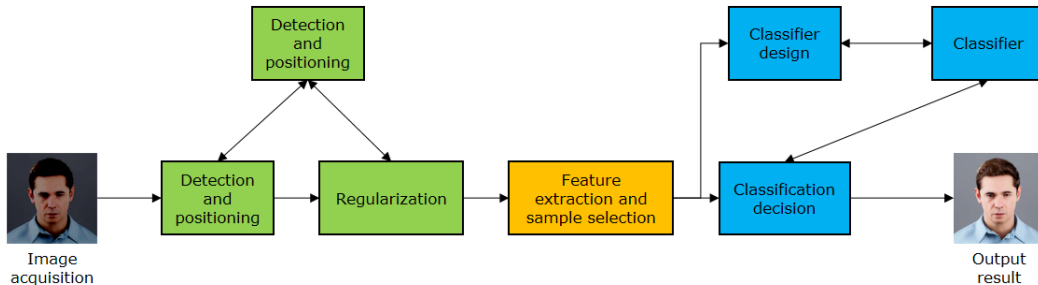 Detection
and
positioning
Classifier
design
Classifier
Detection
and
positioning
Regularization
Feature
extraction and
sample selection
Classification
decision
Image
acquisition
Output
result